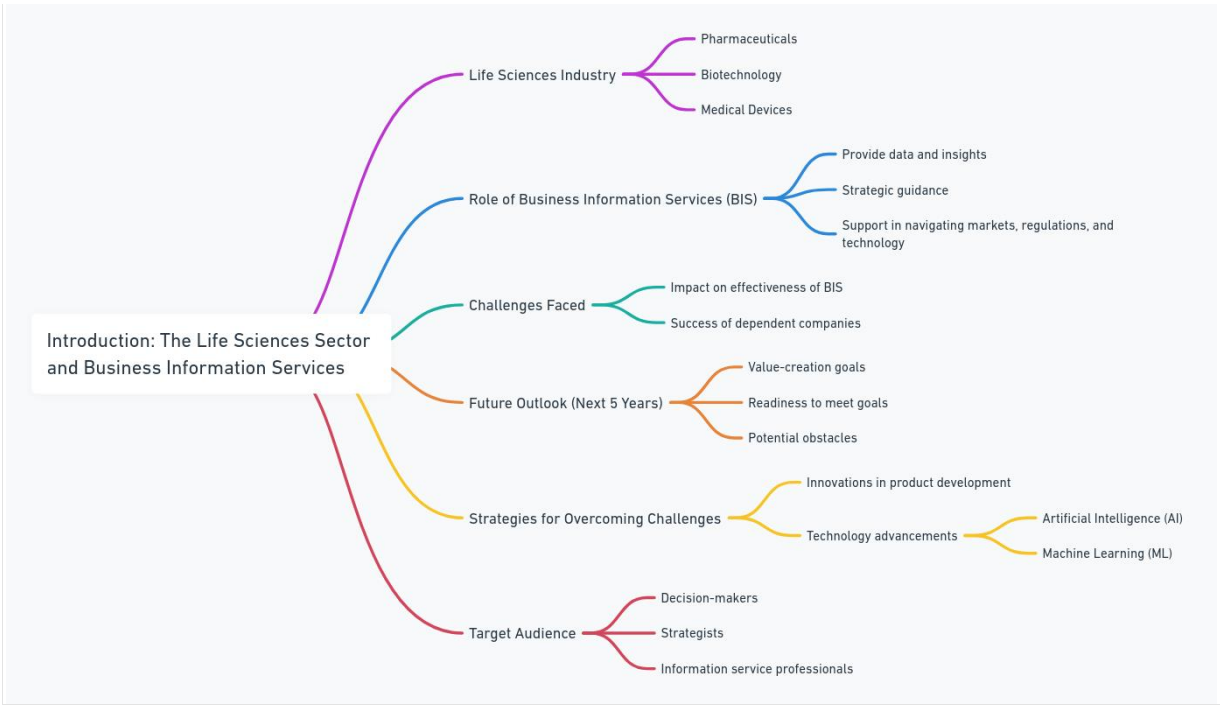 Introduction: The Life Sciences Sector
and Business Information Services
Life Sciences Industry
Pharmaceuticals
Biotechnology
Medical Devices
Role of Business Information Services (BIS)
Provide data and insights
Strategic guidance
Support in navigating markets, regulations, and
technology
Challenges Faced
Impact on effectiveness of BIS
Success of dependent companies
Future Outlook (Next 5 Years)
Value-creation goals
Readiness to meet goals
Potential obstacles
Strategies for Overcoming Challenges
Innovations in product development
Technology advancements
Artificial Intelligence (AI)
Machine Learning (ML)
Target Audience
Decision-makers
Strategists
Information service professionals